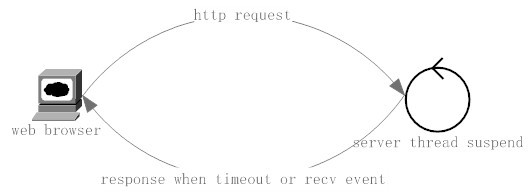 http request
web browser
server thread suspend
response when timeout or recv event